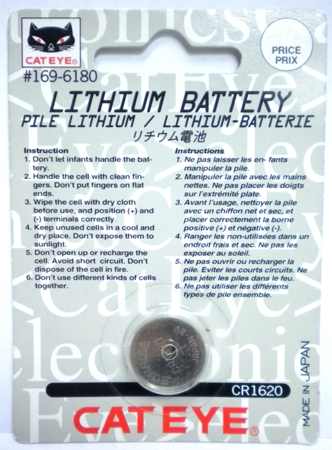 CATEYE
#169-6180
PRICE
PRIX
LITHIUM BATTERY
PILE LITHIUM / LITHIUM-BATTERIE
リチウム電池
Instruction
1. Don't let infants handle the bat-
tery.
2. Handle the cell with clean fin-
gers. Don't put fingers on flat
ends.
3. Wipe the cell with dry cloth
before use, and position (+) and
(-) terminals correctly.
4. Keep unused cells in a cool and
dry place. Don't expose them to
sunlight.
5. Don't open up or recharge the
cell. Avoid short circuit. Don't
dispose of the cell in fire.
6. Don't use different kinds of cells
together.
Instructions
1. Ne pas laisser les en- fants
manipuler la pile.
2. Manipuler la pile avec les mains
nettes. Ne pas placer les doigts
sur l'éxtrémité plate.
3. Avant l'usage, nettoyer la pile
avec un chiffon net et sec, et
placer correctement la borne
positive (+) et négative (-).
4. Ranger les non-utilisées dans un
endroit frais et sec. Ne pas les
exposer au soleil.
5. Ne pas ouvrir ou recharger la
pile. Eviter les courts circuits. Ne
pas jeter les piles dans le feu.
6. Ne pas utiliser les différents
types de pile ensemble.
CR1620
MADE IN JAPAN
CATEYE